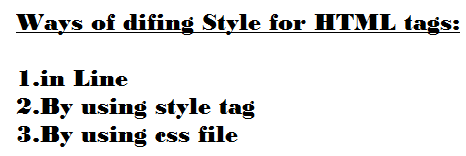 Ways of difing Style for HTML tags:
1.in Line
2.By using style tag
3.By using css file